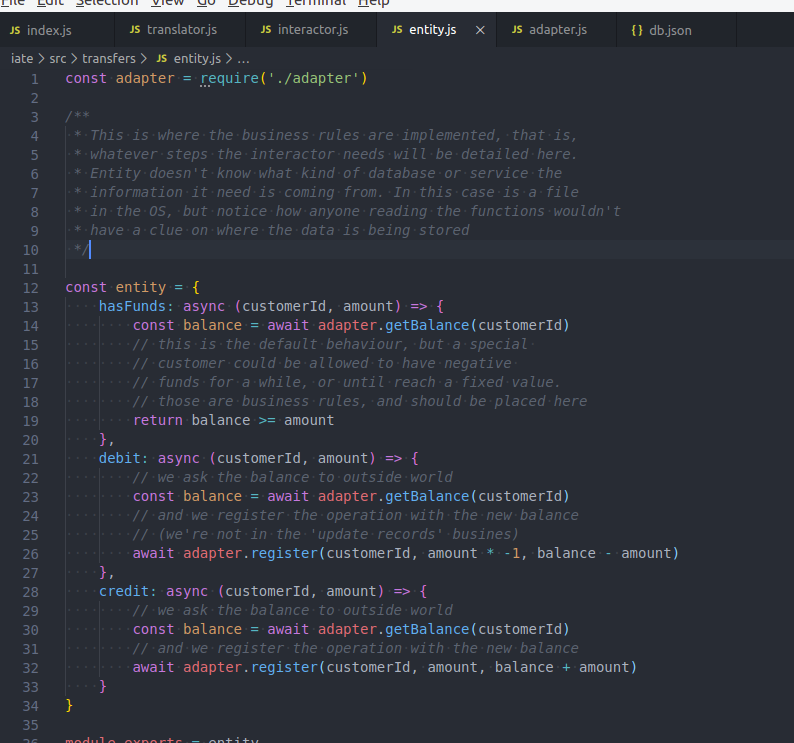 File Edit Selection View Go Debug Terminal Help
JS index.js JS translator.js JS interactor.js JS entity.js × JS adapter.js {} db.json
iate > src > transfers > JS entity.js > ...
1 const adapter = require('./adapter')
2
3 /**
4 * This is where the business rules are implemented, that is,
5 * whatever steps the interactor needs will be detailed here.
6 * Entity doesn't know what kind of database or service the
7 * information it need is coming from. In this case is a file
8 * in the OS, but notice how anyone reading the functions wouldn't
9 * have a clue on where the data is being stored
10 */
11
12 const entity = {
13 hasFunds: async (customerId, amount) => {
14 const balance = await adapter.getBalance(customerId)
15 // this is the default behaviour, but a special
16 // customer could be allowed to have negative
17 // funds for a while, or until reach a fixed value.
18 // those are business rules, and should be placed here
19 return balance >= amount
20 },
21 debit: async (customerId, amount) => {
22 // we ask the balance to outside world
23 const balance = await adapter.getBalance(customerId)
24 // and we register the operation with the new balance
25 // (we're not in the 'update records' busines)
26 await adapter.register(customerId, amount * -1, balance - amount)
27 },
28 credit: async (customerId, amount) => {
29 // we ask the balance to outside world
30 const balance = await adapter.getBalance(customerId)
31 // and we register the operation with the new balance
32 await adapter.register(customerId, amount, balance + amount)
33 }
34 }
35
36 module.exports = entity